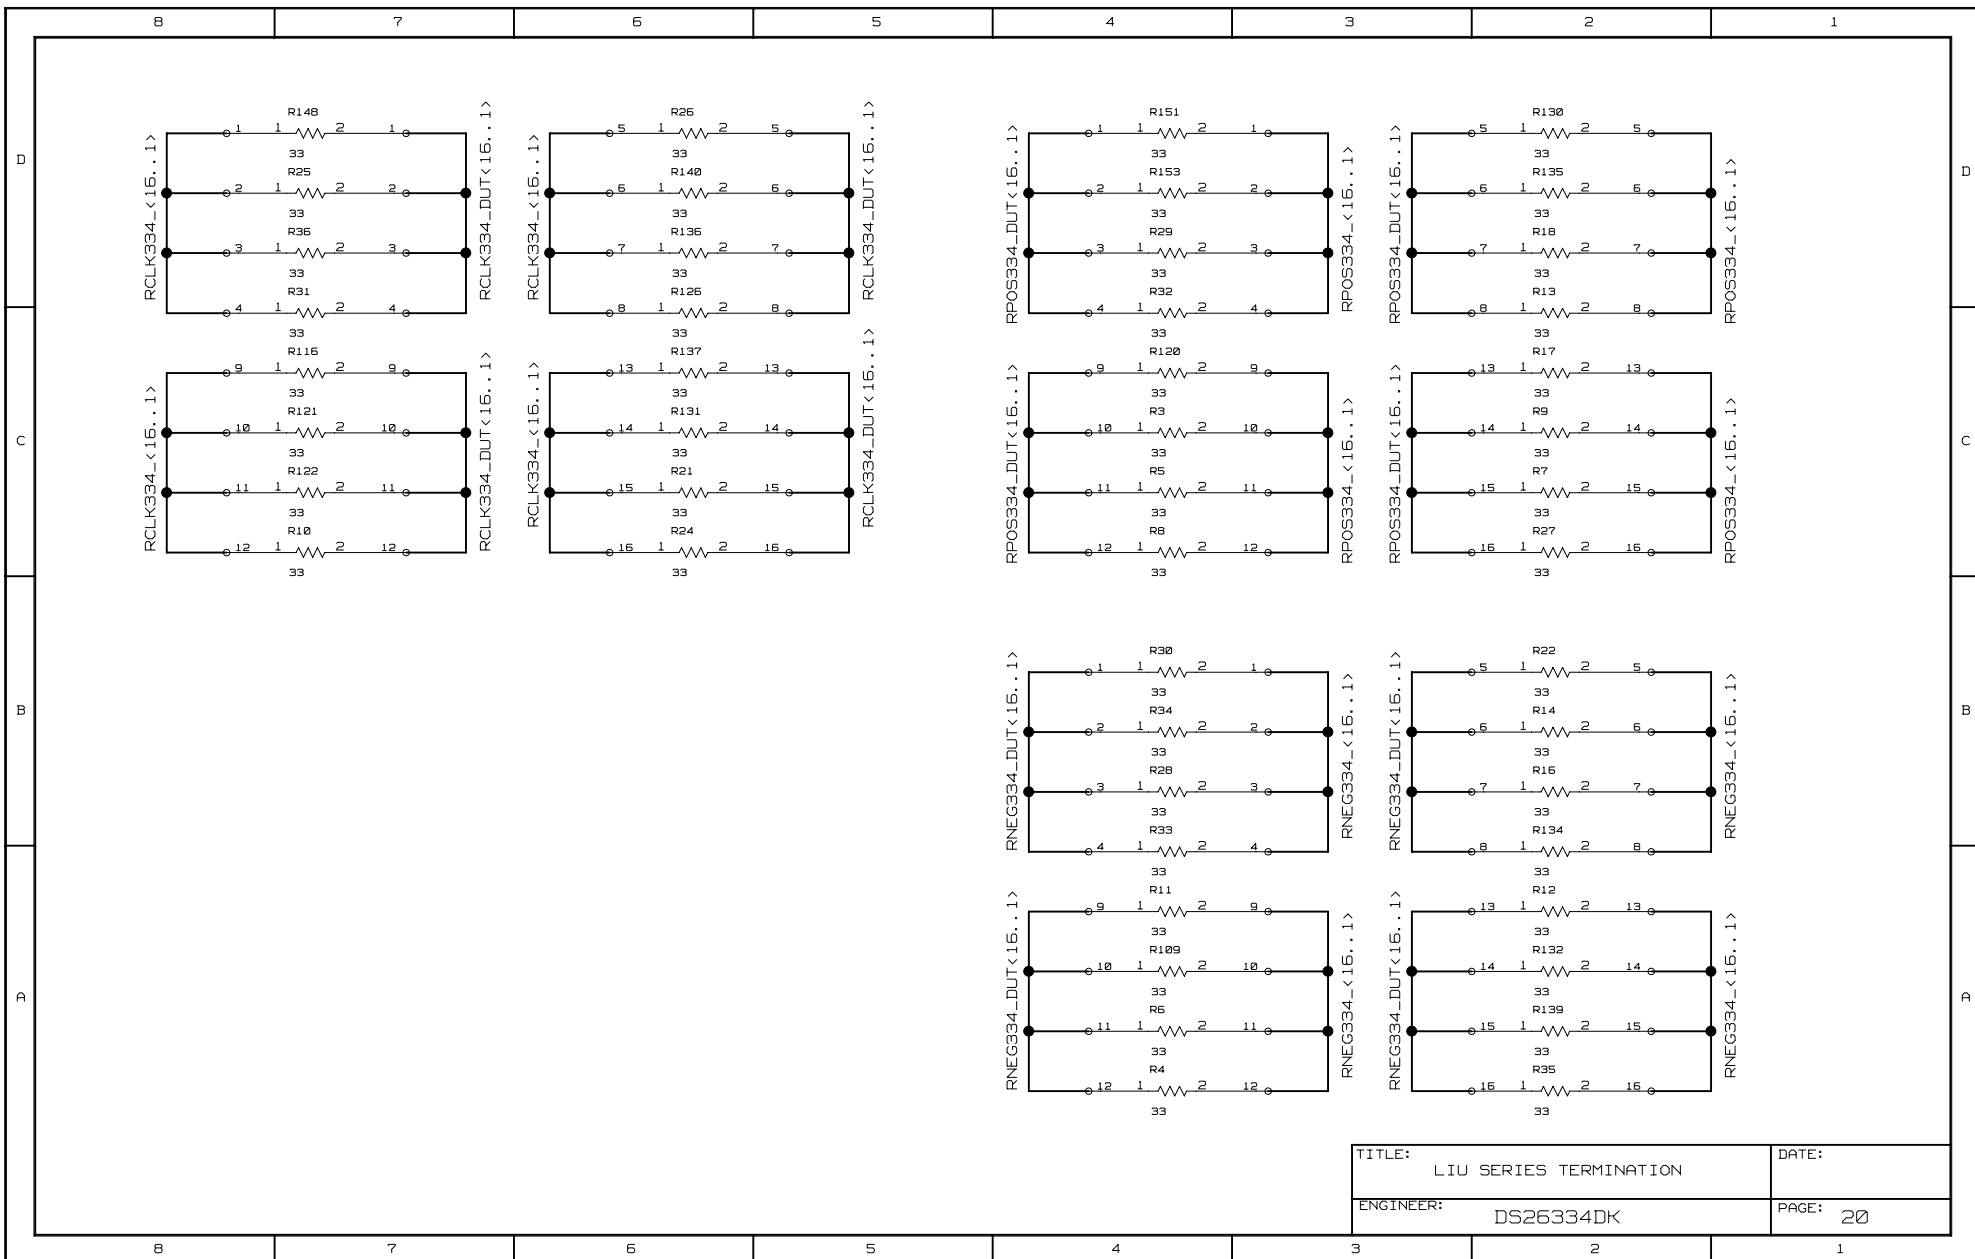 8 7 6 5 4 3 2 1
D D
C C
B B
A A
RCLK334_<16..1>
R148
1 1 2 1
33
R25
2 1 2 2
33
R36
3 1 2 3
33
R31
4 1 2 4
33
RCLK334_DUT<16..1>
RCLK334_<16..1>
R26
5 1 2 5
33
R140
6 1 2 6
33
R136
7 1 2 7
33
R126
8 1 2 8
33
RCLK334_DUT<16..1>
RPOS334_DUT<16..1>
R151
1 1 2 1
33
R153
2 1 2 2
33
R29
3 1 2 3
33
R32
4 1 2 4
33
RPOS334_<16..1>
RPOS334_DUT<16..1>
R130
5 1 2 5
33
R135
6 1 2 6
33
R18
7 1 2 7
33
R13
8 1 2 8
33
RPOS334_<16..1>
RCLK334_<16..1>
R116
9 1 2 9
33
R121
10 1 2 10
33
R122
11 1 2 11
33
R10
12 1 2 12
33
RCLK334_DUT<16..1>
RCLK334_<16..1>
R137
13 1 2 13
33
R131
14 1 2 14
33
R21
15 1 2 15
33
R24
16 1 2 16
33
RCLK334_DUT<16..1>
RPOS334_DUT<16..1>
R120
9 1 2 9
33
R3
10 1 2 10
33
R5
11 1 2 11
33
R8
12 1 2 12
33
RPOS334_<16..1>
RPOS334_DUT<16..1>
R17
13 1 2 13
33
R9
14 1 2 14
33
R7
15 1 2 15
33
R27
16 1 2 16
33
RPOS334_<16..1>
RNEG334_DUT<16..1>
R30
1 1 2 1
33
R34
2 1 2 2
33
R28
3 1 2 3
33
R33
4 1 2 4
33
RNEG334_<16..1>
RNEG334_DUT<16..1>
R22
5 1 2 5
33
R14
6 1 2 6
33
R16
7 1 2 7
33
R134
8 1 2 8
33
RNEG334_<16..1>
RNEG334_DUT<16..1>
R11
9 1 2 9
33
R109
10 1 2 10
33
R6
11 1 2 11
33
R4
12 1 2 12
33
RNEG334_<16..1>
RNEG334_DUT<16..1>
R12
13 1 2 13
33
R132
14 1 2 14
33
R139
15 1 2 15
33
R35
16 1 2 16
33
RNEG334_<16..1>
TITLE: DATE:
LIU SERIES TERMINATION
ENGINEER: PAGE:
DS26334DK 20
8 7 6 5 4 3 2 1